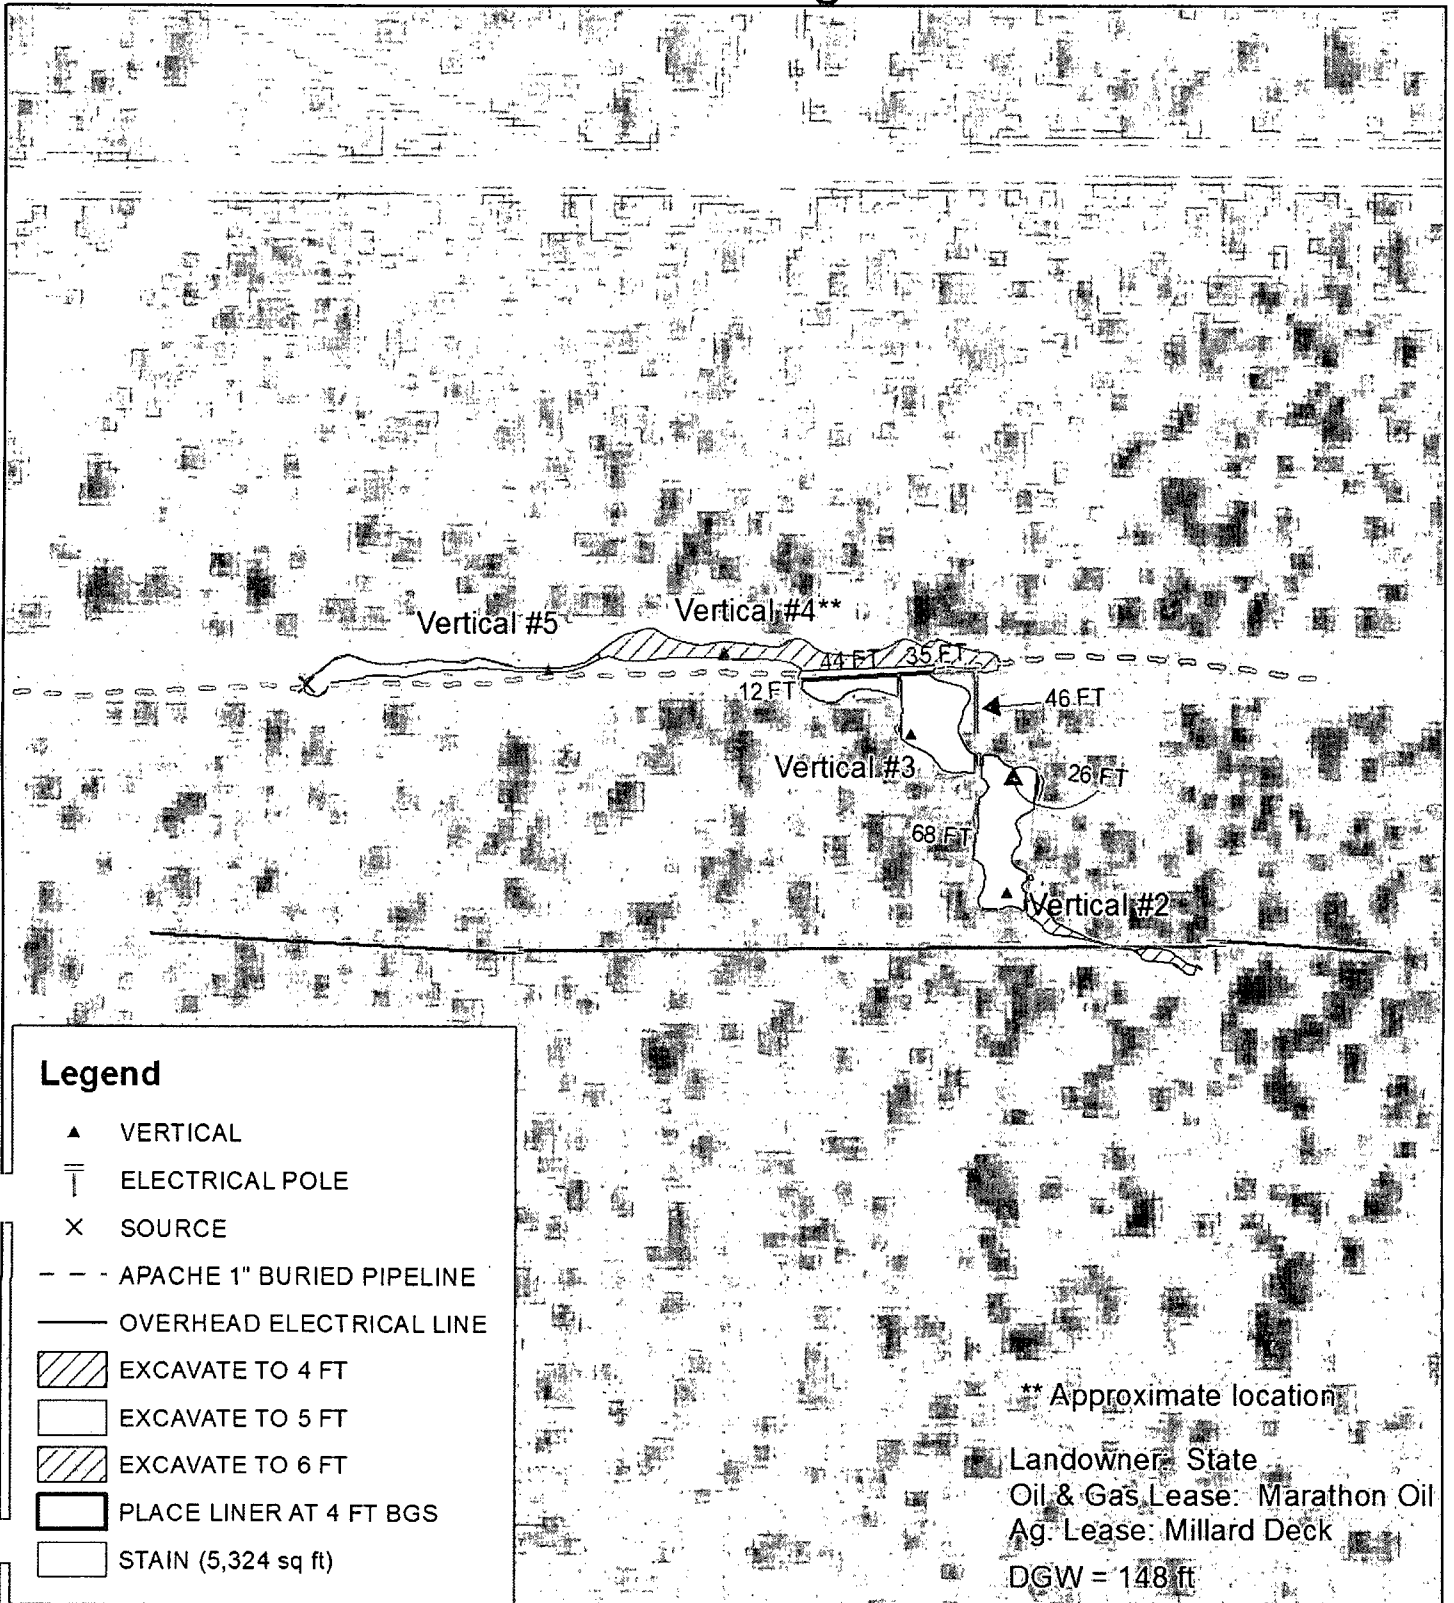 Vertical #5
Vertical #4**
44 FT
35 FT
12 FT
46 FT
Vertical #3
26 FT
68 FT
Vertical #2
Legend
VERTICAL
ELECTRICAL POLE
SOURCE
APACHE 1" BURIED PIPELINE
OVERHEAD ELECTRICAL LINE
EXCAVATE TO 4 FT
EXCAVATE TO 5 FT
EXCAVATE TO 6 FT
PLACE LINER AT 4 FT BGS
STAIN (5,324 sq ft)
** Approximate location
Landowner: State
Oil & Gas Lease: Marathon Oil
Ag. Lease: Millard Deck
DGW = 148 ft